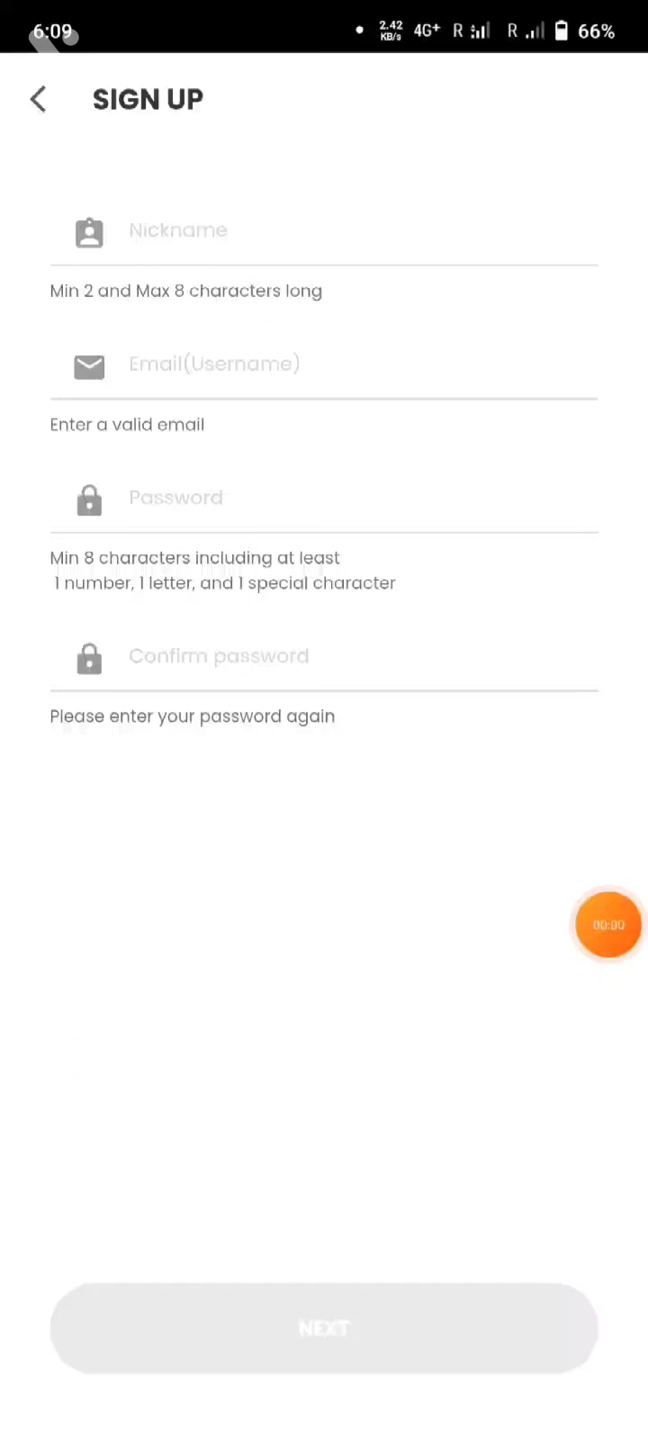 6:09
2.42
KB/s
4G+ R R 66%
SIGN UP
Nickname
Min 2 and Max 8 characters long
Email(Username)
Enter a valid email
Password
Min 8 characters including at least
1 number, 1 letter, and 1 special character
Confirm password
Please enter your password again
00:00
NEXT